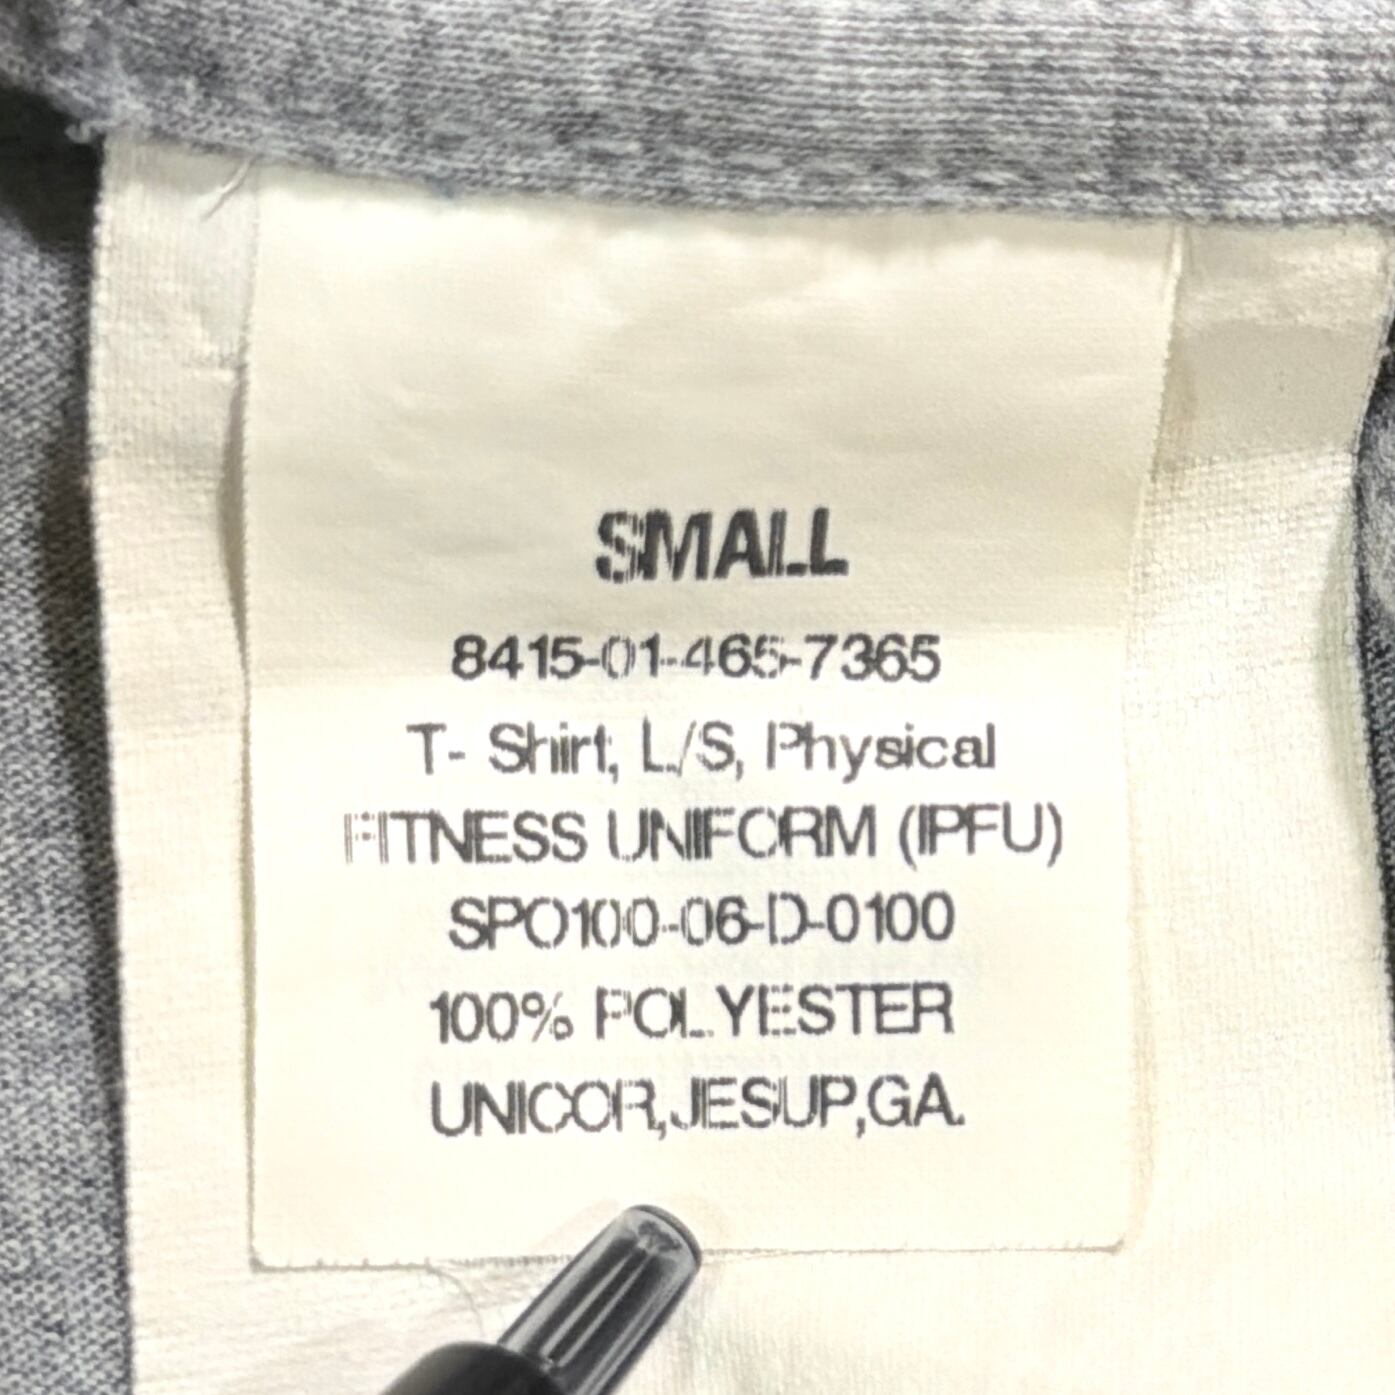 SMALL
8415-01-465-7365
T- Shirt, L/S, Physical
FITNESS UNIFORM (IPFU)
SPO100-06-D-0100
100% POLYESTER
UNICOR,JESUP,GA.